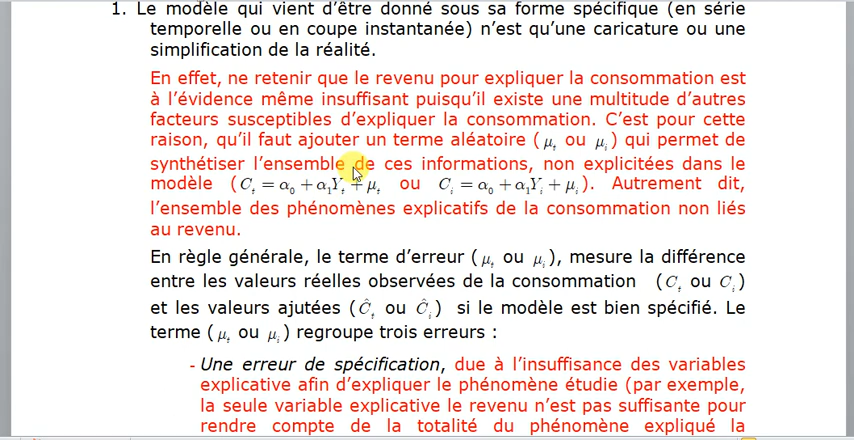 1. Le modèle qui vient d'être donné sous sa forme spécifique (en série
temporelle ou en coupe instantanée) n'est qu'une caricature ou une
simplification de la réalité.
En effet, ne retenir que le revenu pour expliquer la consommation est
à l'évidence même insuffisant puisqu'il existe une multitude d'autres
facteurs susceptibles d'expliquer la consommation. C'est pour cette
raison, qu'il faut ajouter un terme aléatoire (μₜ ou μᵢ) qui permet de
synthétiser l'ensemble de ces informations, non explicitées dans le
modèle (Cₜ = α₀ + α₁Yₜ + μₜ ou Cᵢ = α₀ + α₁Yᵢ + μᵢ). Autrement dit,
l'ensemble des phénomènes explicatifs de la consommation non liés
au revenu.
En règle générale, le terme d'erreur (μₜ ou μᵢ), mesure la différence
entre les valeurs réelles observées de la consommation (Cₜ ou Cᵢ)
et les valeurs ajutées (Ĉₜ ou Ĉᵢ) si le modèle est bien spécifié. Le
terme (μₜ ou μᵢ) regroupe trois erreurs :
- Une erreur de spécification, due à l'insuffisance des variables
explicative afin d'expliquer le phénomène étudie (par exemple,
la seule variable explicative le revenu n'est pas suffisante pour
rendre compte de la totalité du phénomène expliqué la